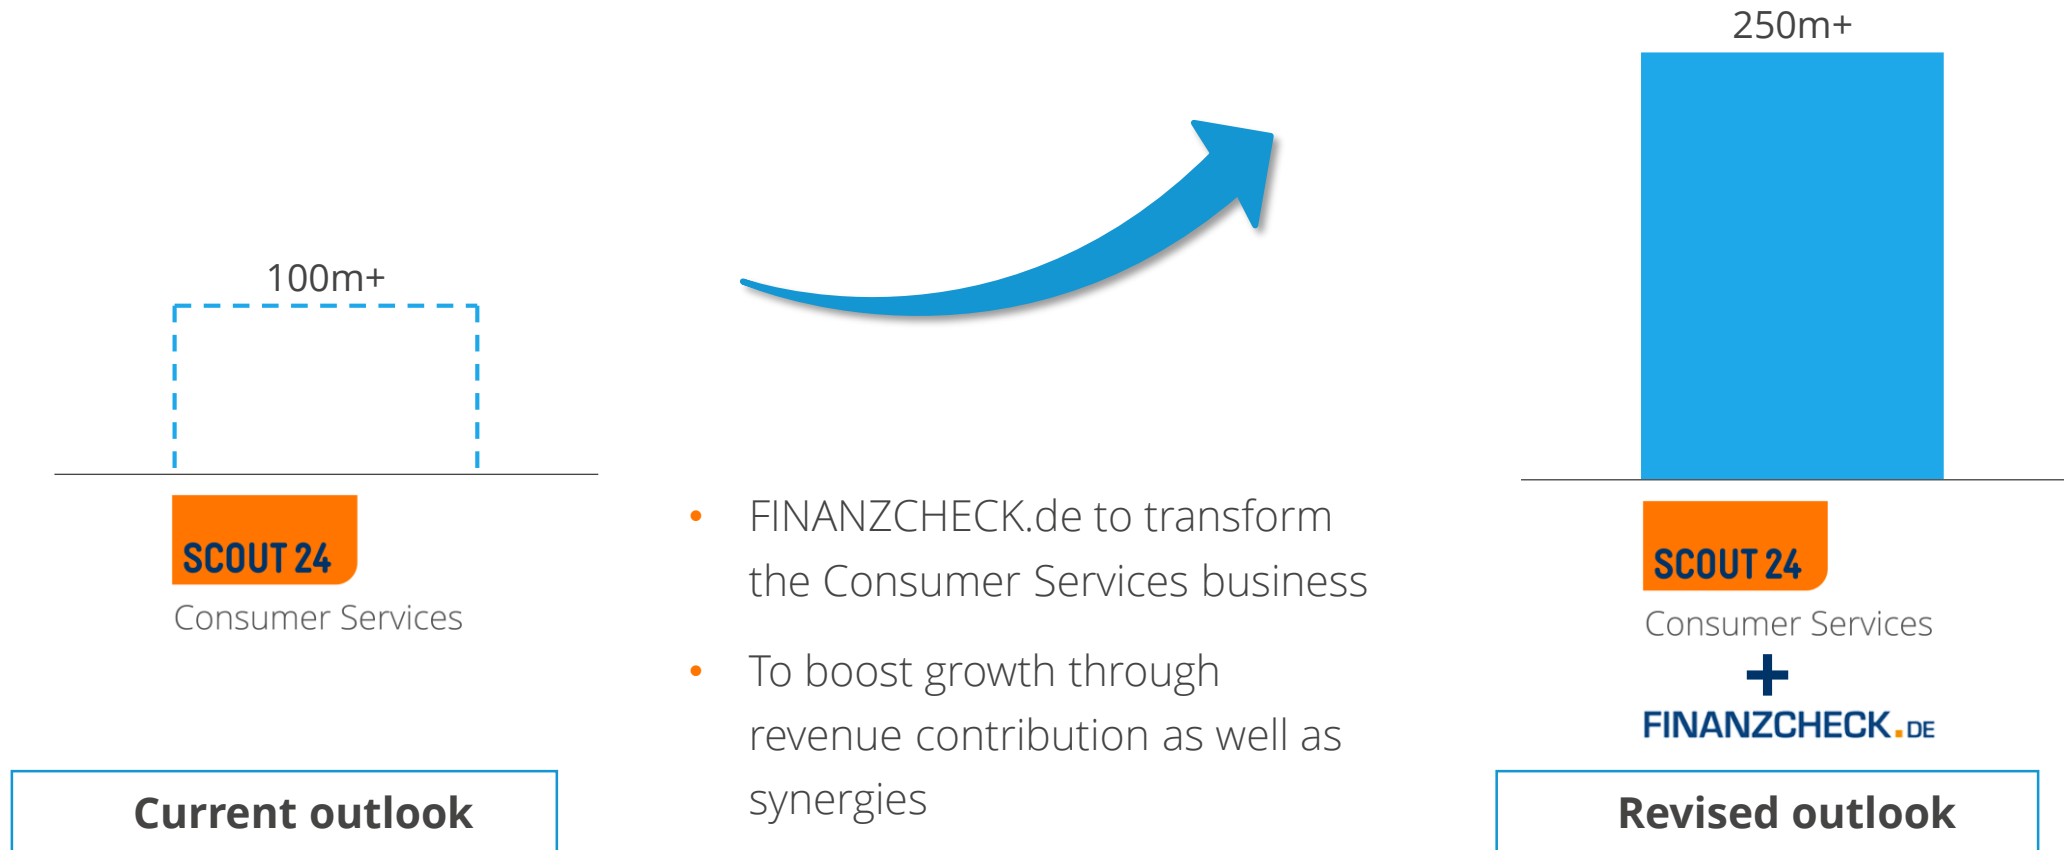 100m+
SCOUT 24
Consumer Services
Current outlook
• FINANZCHECK.de to transform
the Consumer Services business
• To boost growth through
revenue contribution as well as
synergies
250m+
SCOUT 24
Consumer Services
+
FINANZCHECK.DE
Revised outlook